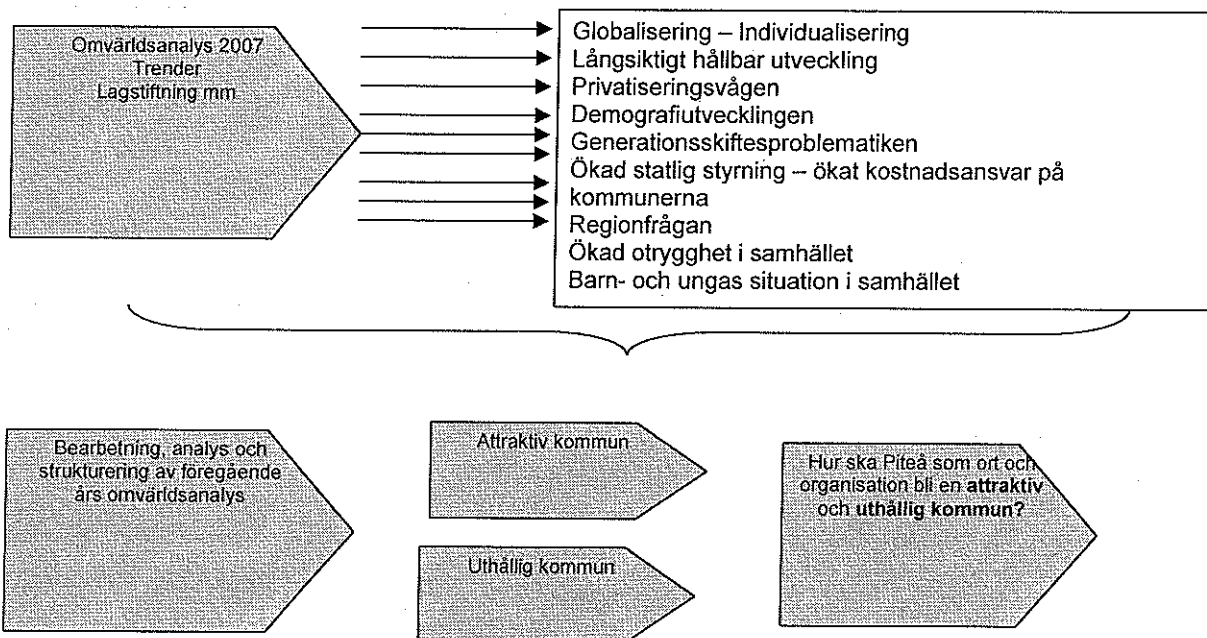 Omvärldsanalys 2007
Trender
Lagstiftning mm
Globalisering – Individualisering
Långsiktigt hållbar utveckling
Privatiseringsvågen
Demografiutvecklingen
Generationsskiftesproblematiken
Ökad statlig styrning – ökat kostnadsansvar på
kommunerna
Regionfrågan
Ökad otrygghet i samhället
Barn- och ungas situation i samhället
Bearbetning, analys och
strukturering av föregående
års omvärldsanalys
Attraktiv kommun
Uthållig kommun
Hur ska Piteå som ort och
organisation bli en attraktiv
och uthållig kommun?